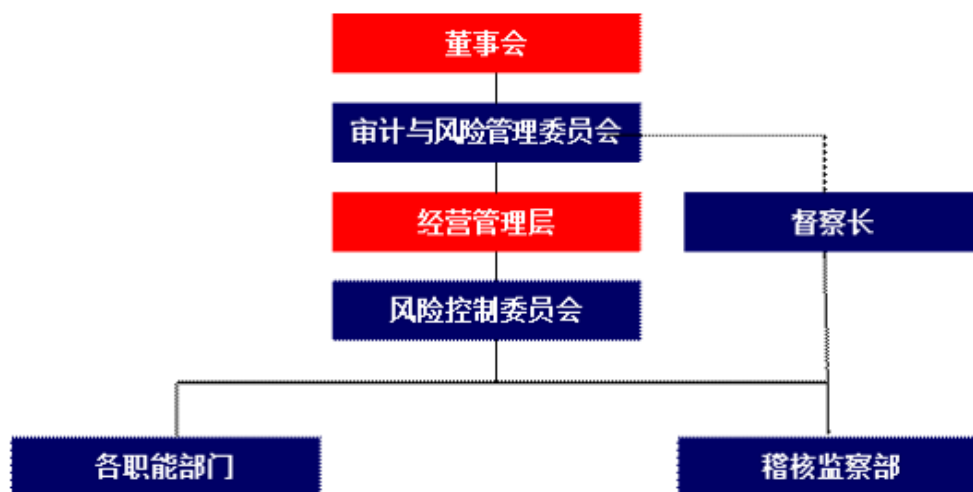 董事会
审计与风险管理委员会
经营管理层
督察长
风险控制委员会
各职能部门
稽核监察部